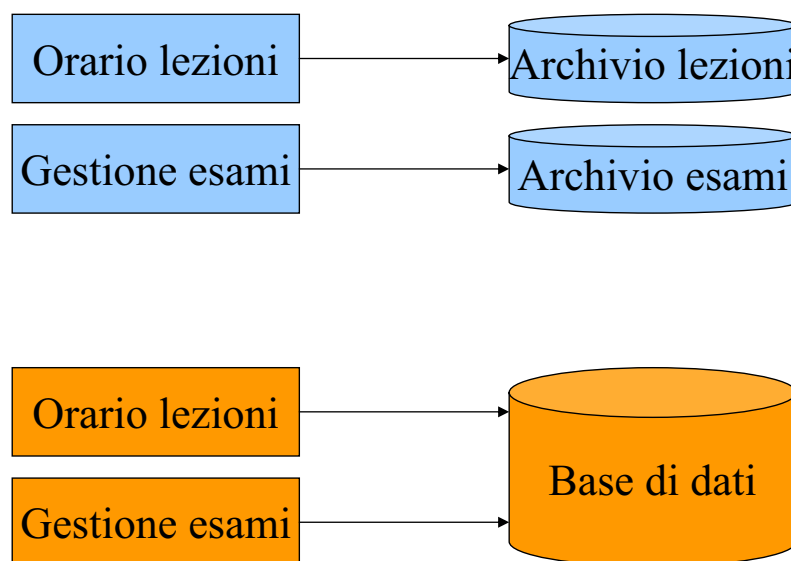 Orario lezioni
Archivio lezioni
Gestione esami
Archivio esami
Orario lezioni
Gestione esami
Base di dati